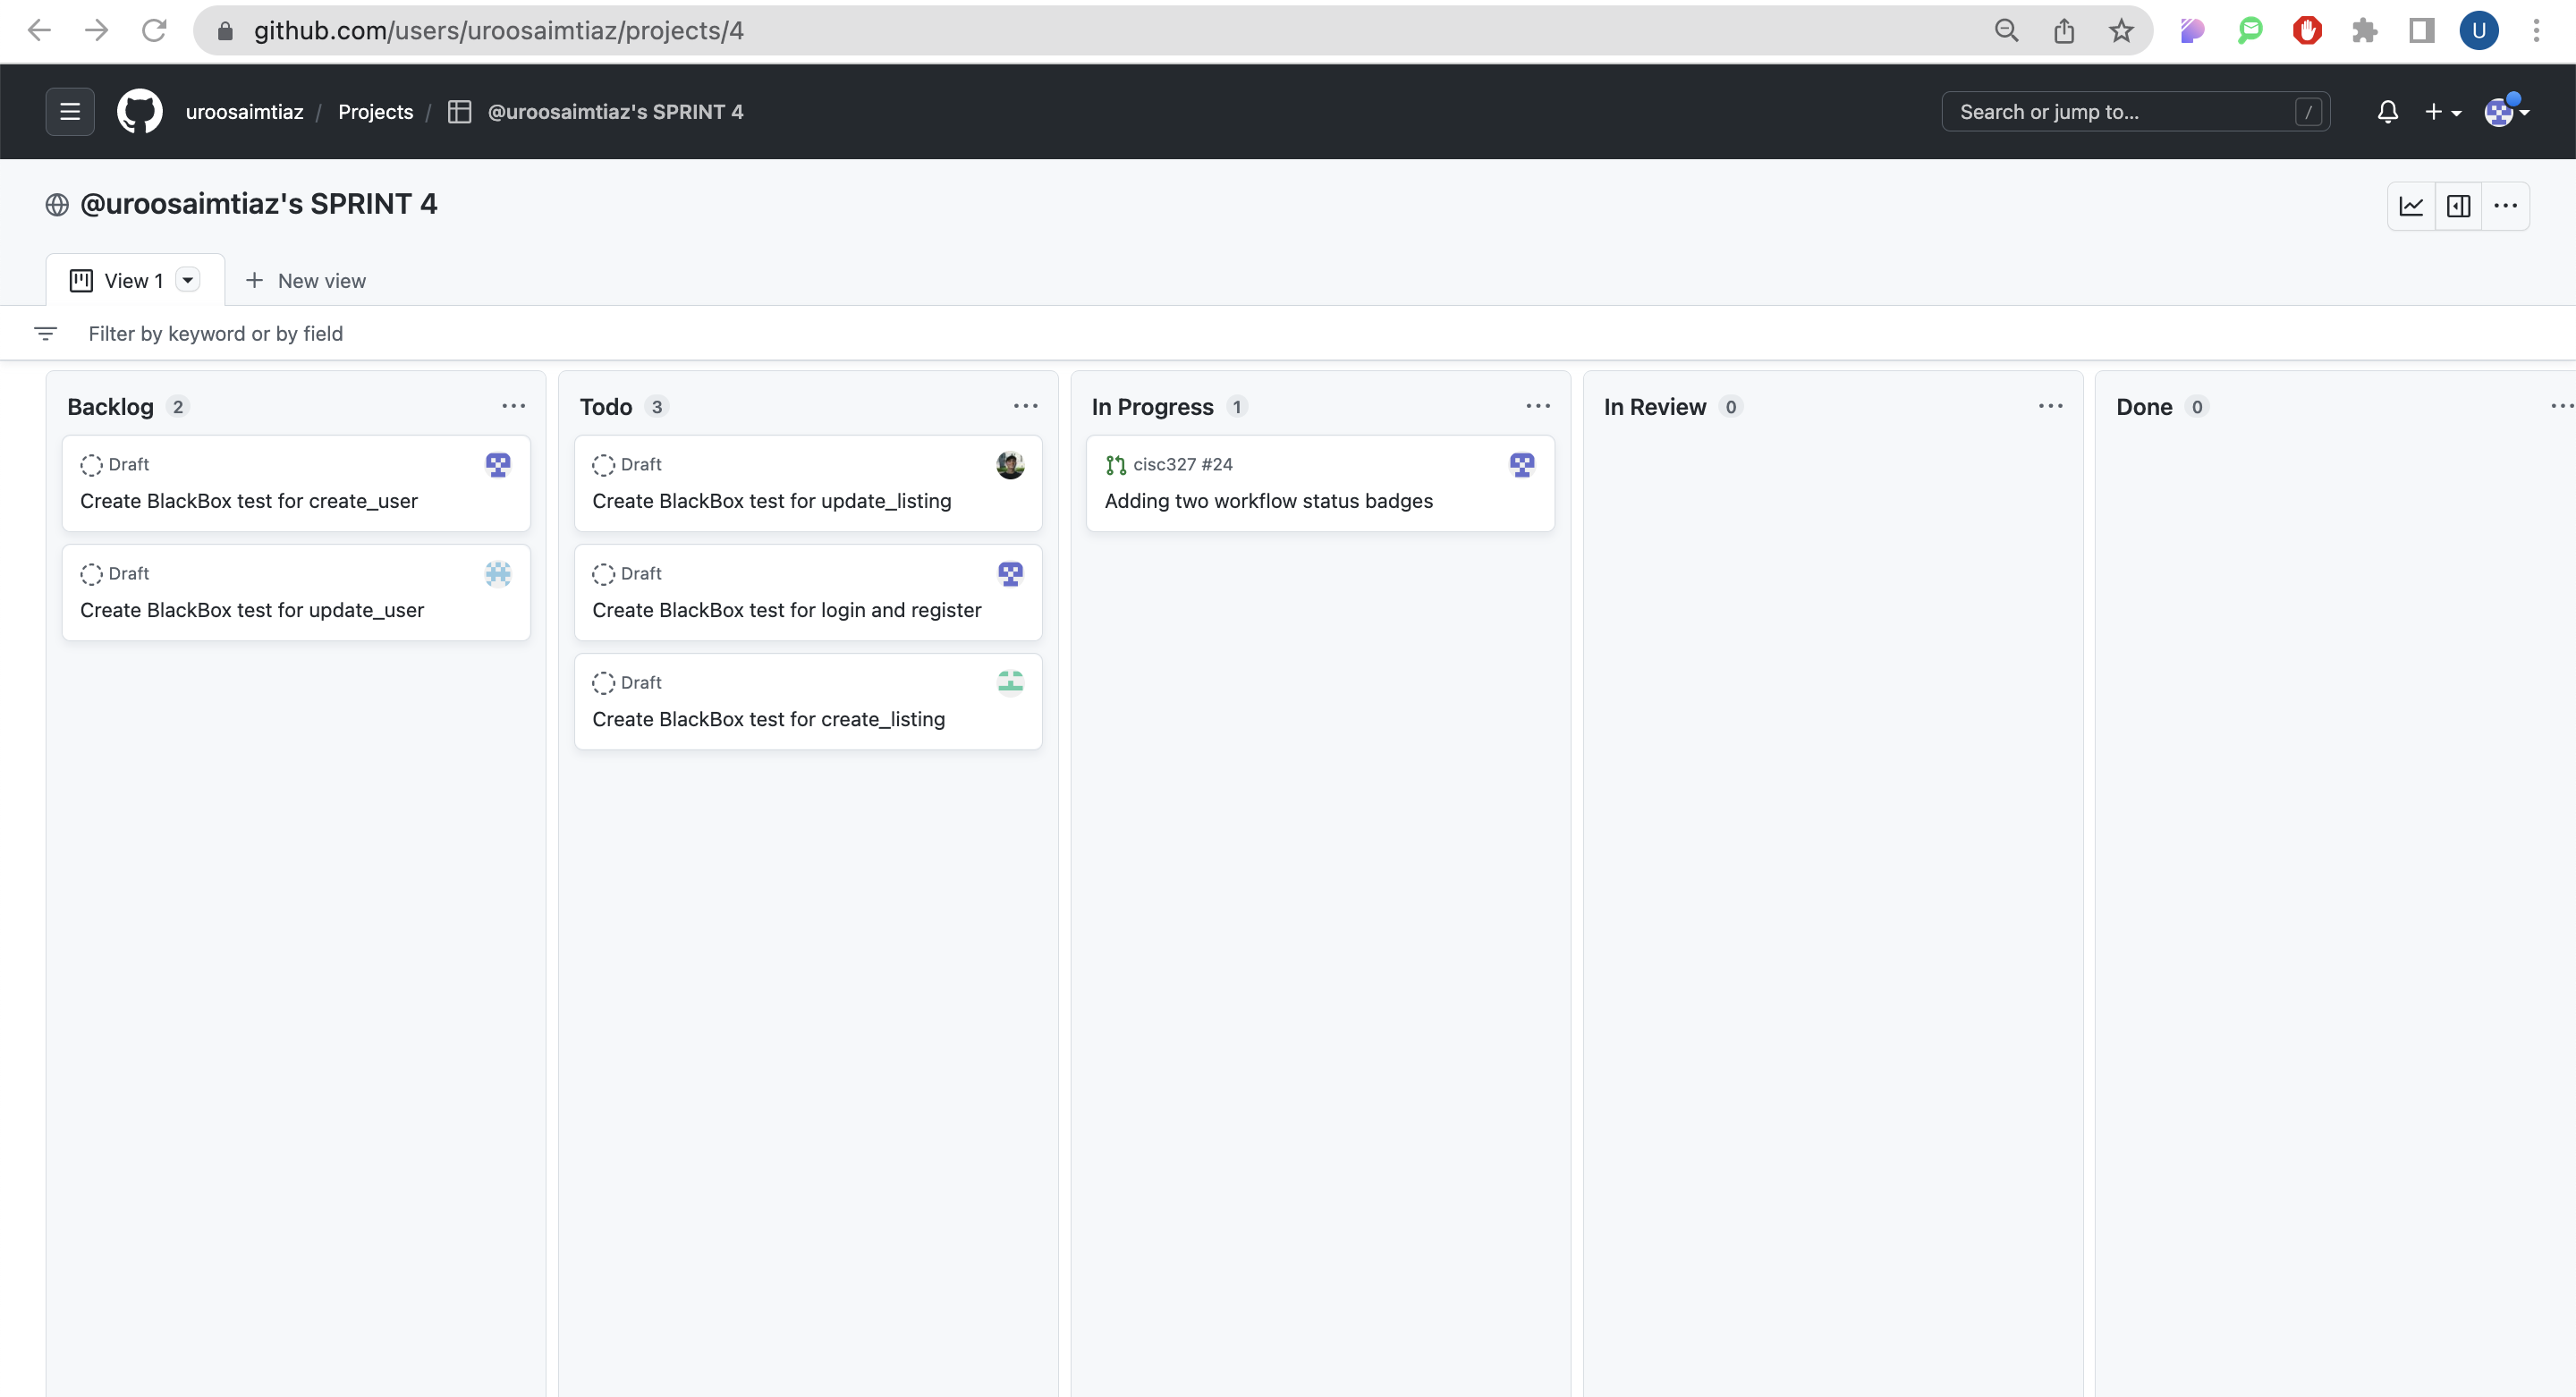 github.com/users/uroosaimtiaz/projects/4
U
uroosaimtiaz / Projects / @uroosaimtiaz's SPRINT 4
Search or jump to... /
@uroosaimtiaz's SPRINT 4
View 1
New view
Filter by keyword or by field
Backlog 2
Draft
Create BlackBox test for create_user
Draft
Create BlackBox test for update_user
Todo 3
Draft
Create BlackBox test for update_listing
Draft
Create BlackBox test for login and register
Draft
Create BlackBox test for create_listing
In Progress 1
cisc327 #24
Adding two workflow status badges
In Review 0
Done 0